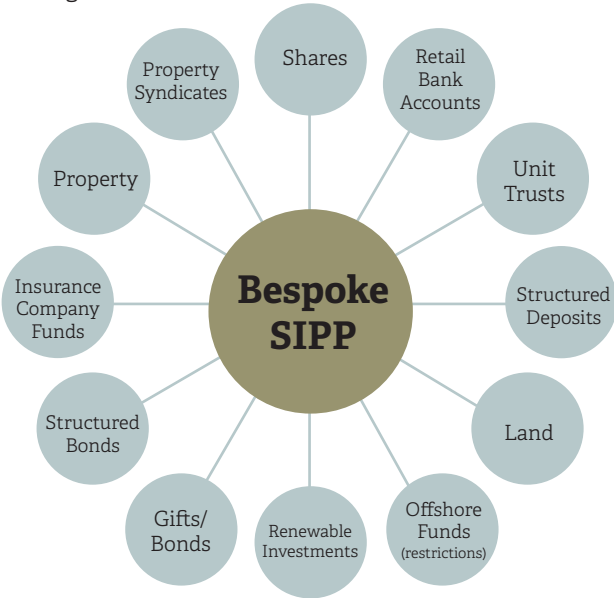 Shares
Retail
Bank
Accounts
Unit
Trusts
Structured
Deposits
Land
Offshore
Funds
(restrictions)
Renewable
Investments
Gifts/
Bonds
Structured
Bonds
Insurance
Company
Funds
Property
Property
Syndicates
Bespoke
SIPP